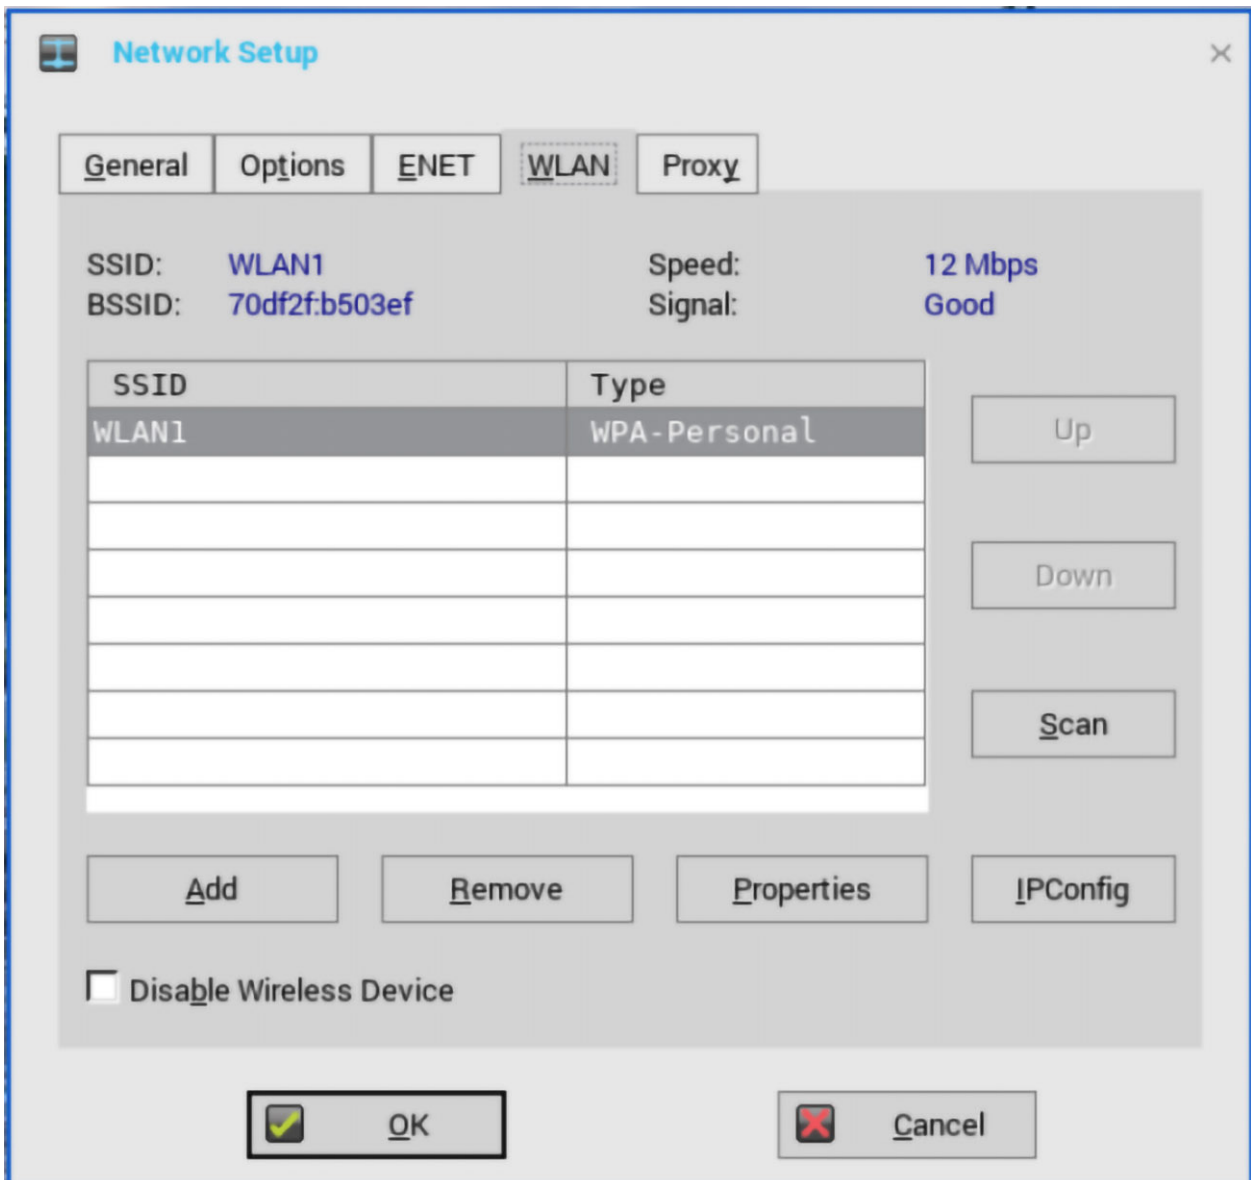 Network Setup
General Options ENET WLAN Proxy
SSID: WLAN1 Speed: 12 Mbps
BSSID: 70df2f:b503ef Signal: Good
SSID Type
WLAN1 WPA-Personal
Up
Down
Scan
Add Remove Properties IPConfig
Disable Wireless Device
OK Cancel